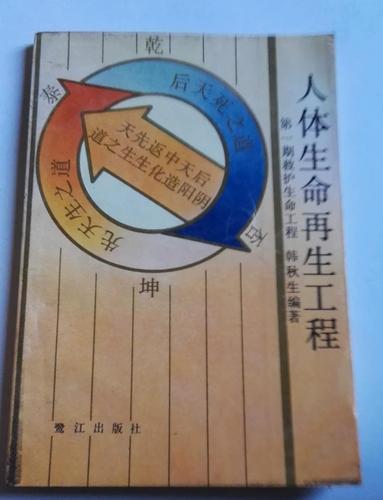 人体生命再生工程
第一期救护生命工程 韩秋生编著
乾
泰
后天死之道
后天中返先天
阴阳造化生生之道
先天生之道
否
坤
鹭江出版社